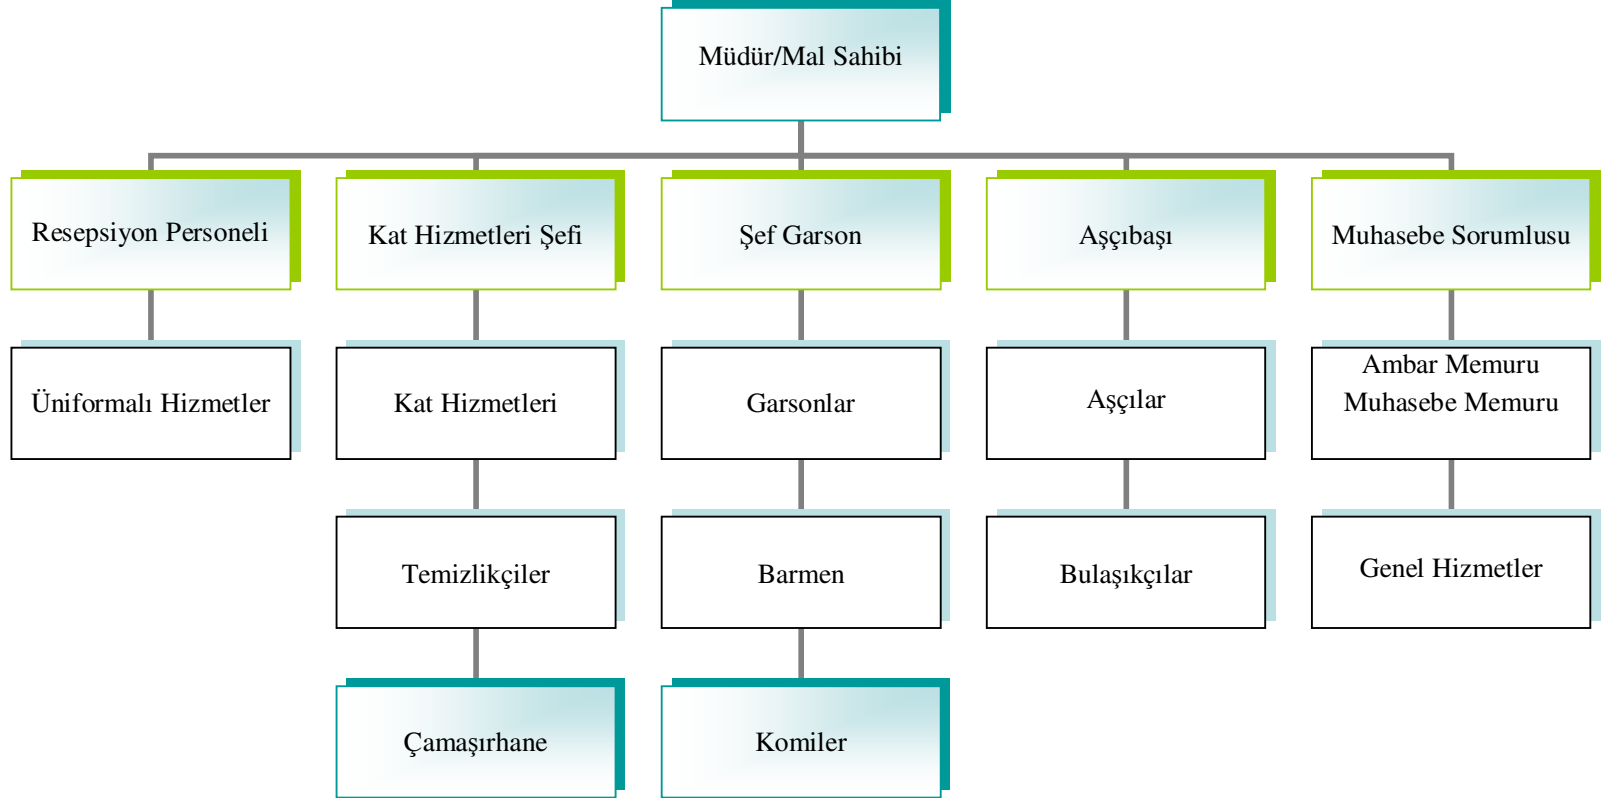 Müdür/Mal Sahibi
Resepsiyon Personeli
Kat Hizmetleri Şefi
Şef Garson
Aşçıbaşı
Muhasebe Sorumlusu
Üniformalı Hizmetler
Kat Hizmetleri
Garsonlar
Aşçılar
Ambar Memuru
Muhasebe Memuru
Temizlikçiler
Barmen
Bulaşıkçılar
Genel Hizmetler
Çamaşırhane
Komiler